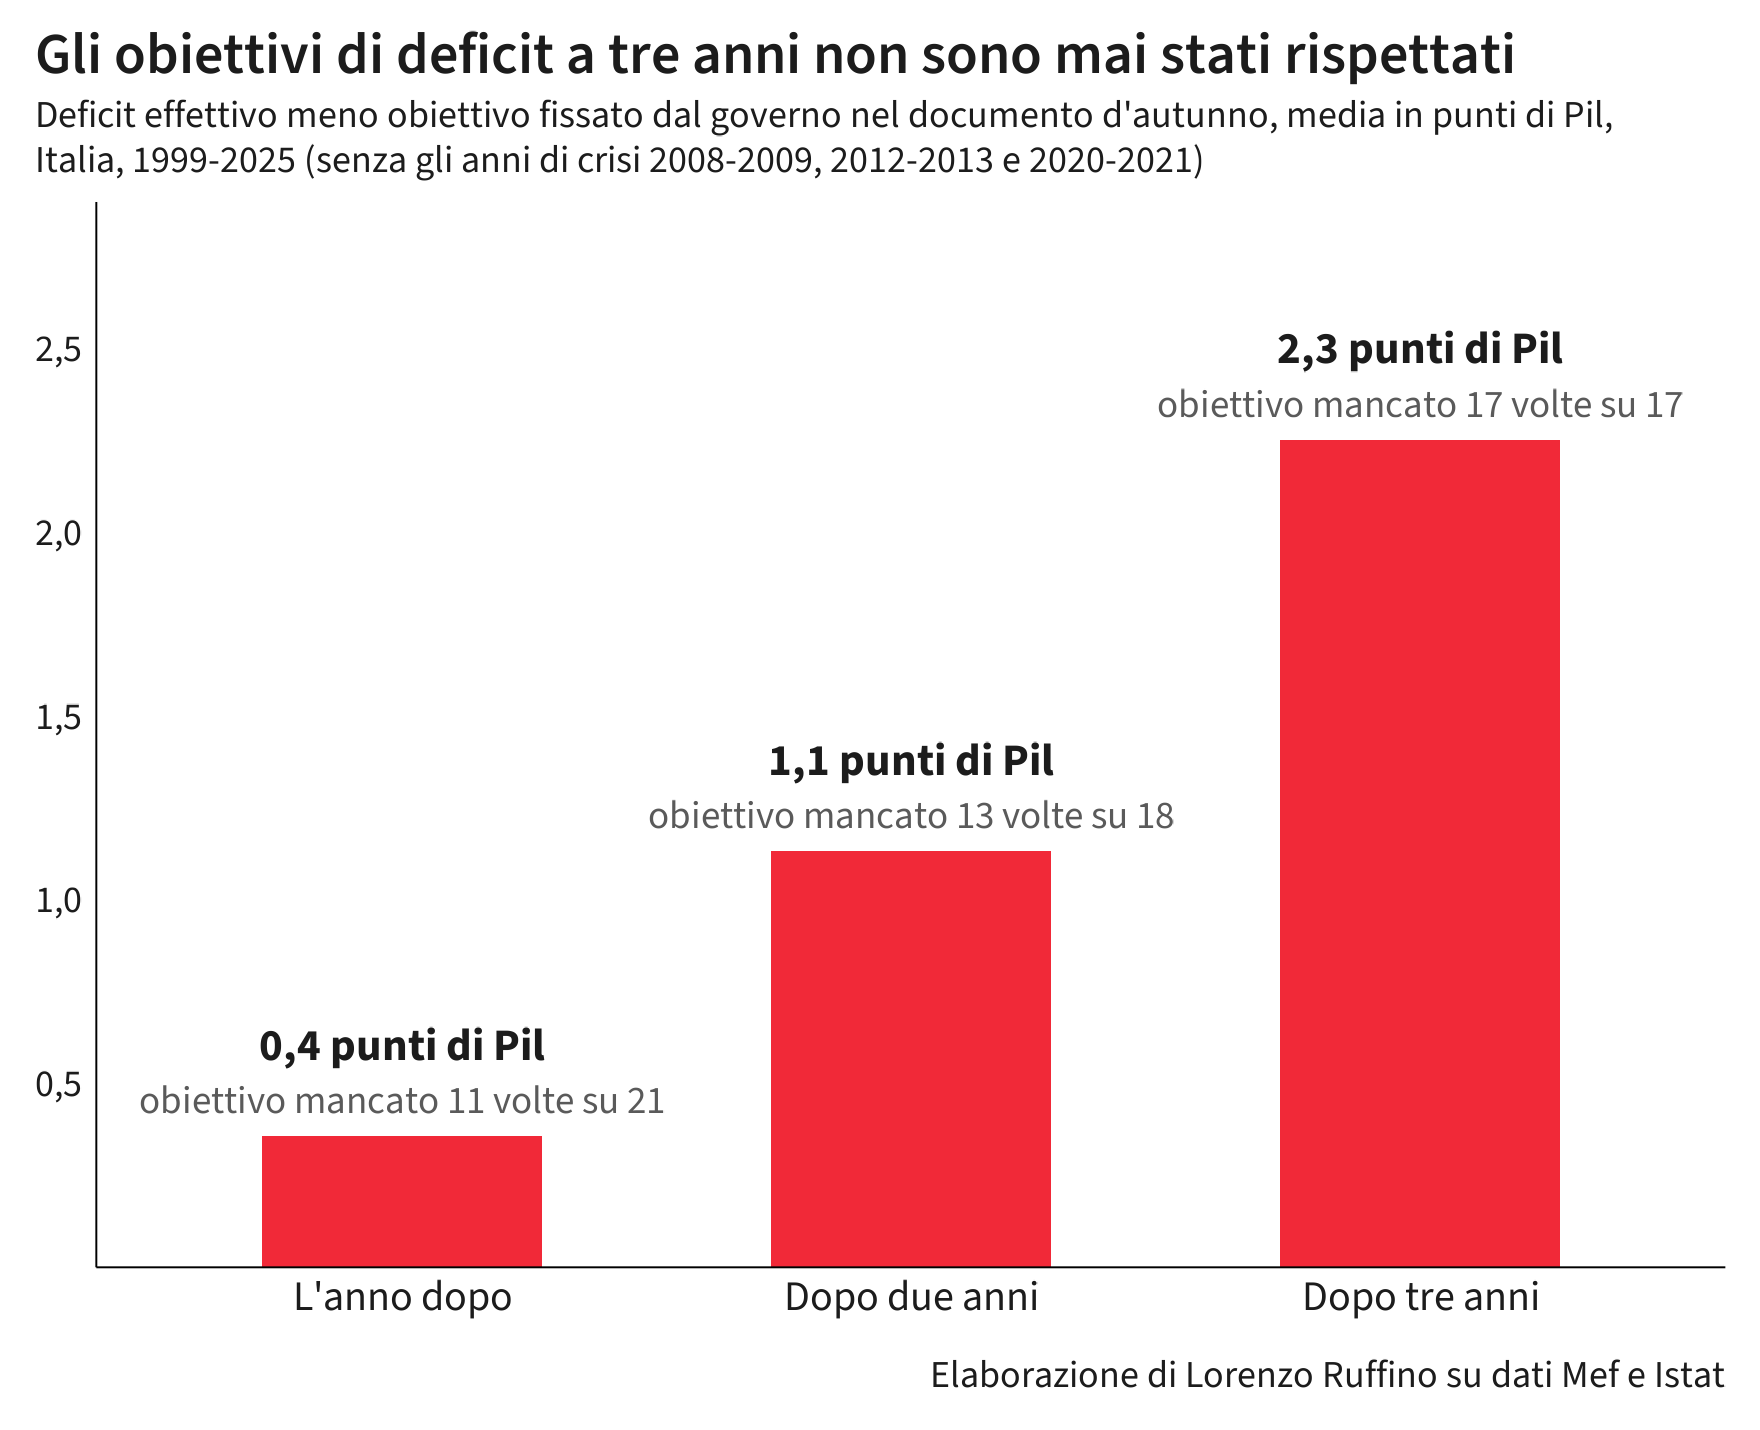 Gli obiettivi di deficit a tre anni non sono mai stati rispettati
Deficit effettivo meno obiettivo fissato dal governo nel documento d'autunno, media in punti di Pil,
Italia, 1999-2025 (senza gli anni di crisi 2008-2009, 2012-2013 e 2020-2021)
2,5
2,0
1,5
1,0
0,5
0,4 punti di Pil
obiettivo mancato 11 volte su 21
1,1 punti di Pil
obiettivo mancato 13 volte su 18
2,3 punti di Pil
obiettivo mancato 17 volte su 17
L'anno dopo
Dopo due anni
Dopo tre anni
Elaborazione di Lorenzo Ruffino su dati Mef e Istat